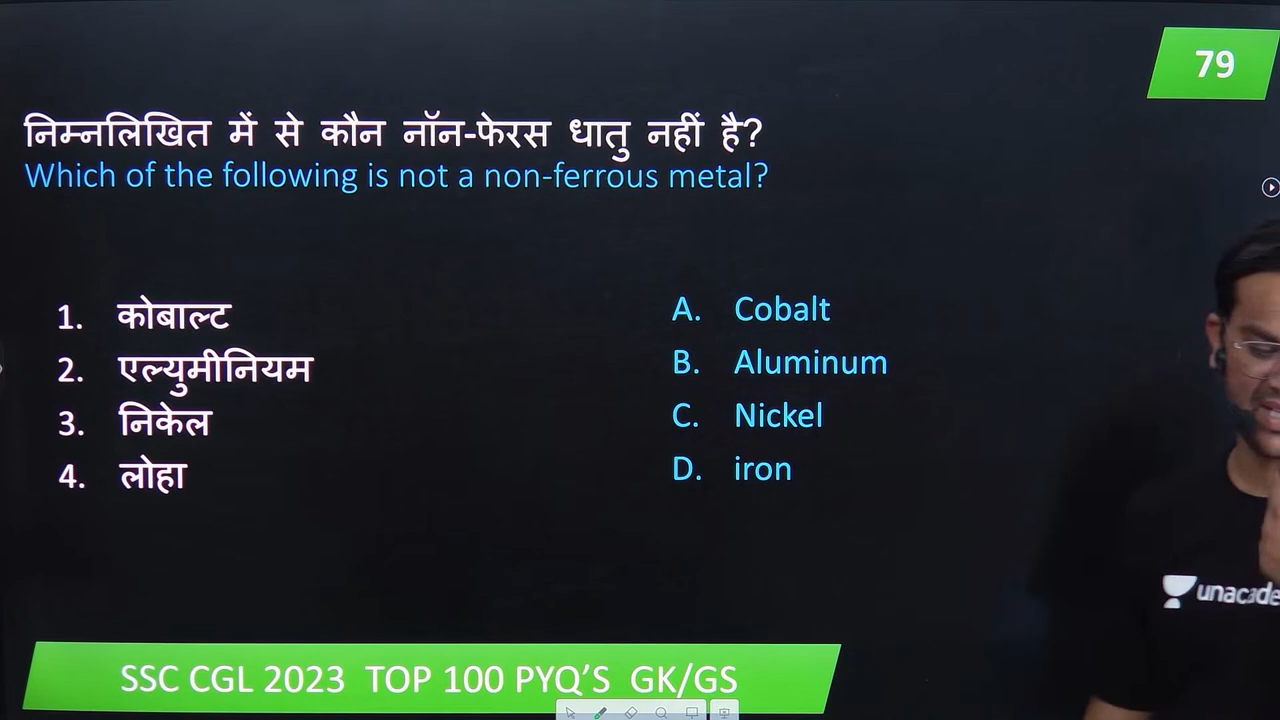 79
निम्नलिखित में से कौन नॉन-फेरस धातु नहीं है?
Which of the following is not a non-ferrous metal?
1. कोबाल्ट
2. एल्युमीनियम
3. निकेल
4. लोहा
A. Cobalt
B. Aluminum
C. Nickel
D. iron
unacade
SSC CGL 2023 TOP 100 PYQ’S GK/GS